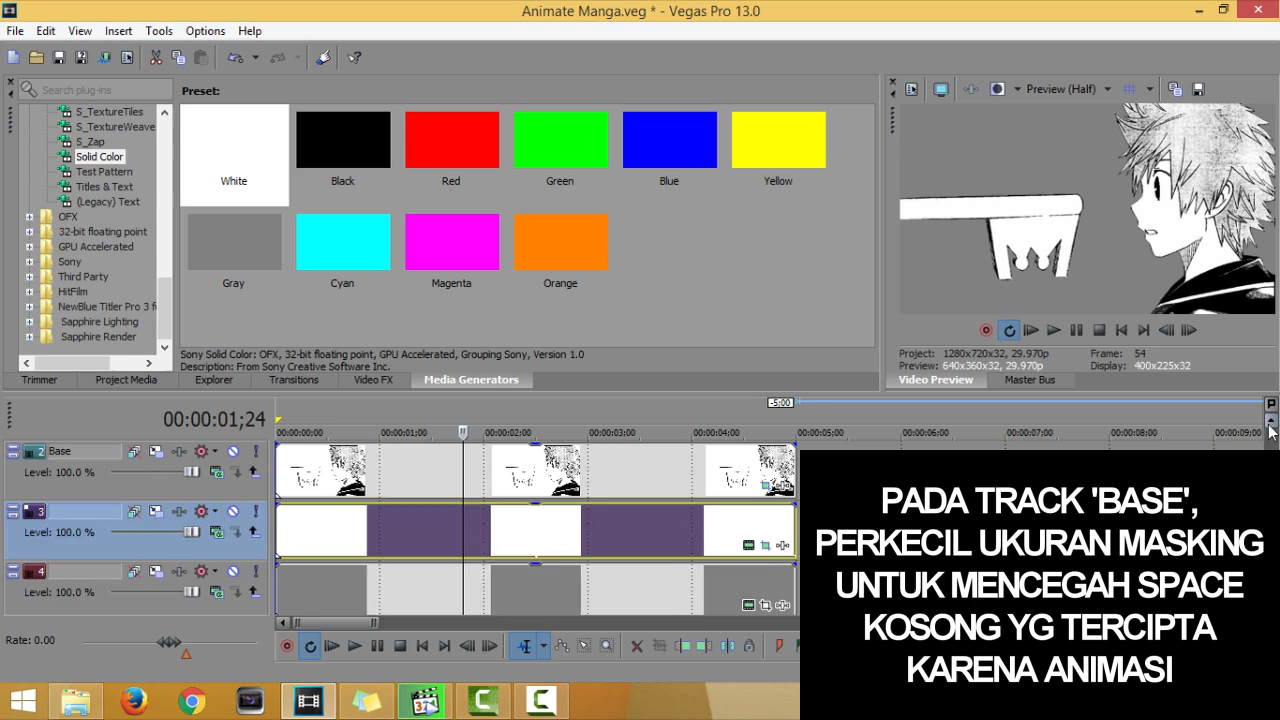 Animate Manga.veg * - Vegas Pro 13.0
File Edit View Insert Tools Options Help
Search plug-ins
S_TextureTiles
S_TextureWeave
S_Zap
Solid Color
Test Pattern
Titles & Text
(Legacy) Text
OFX
32-bit floating point
GPU Accelerated
Sony
Third Party
HitFilm
NewBlue Titler Pro 3 f
Sapphire Lighting
Sapphire Render
Preset:
White Black Red Green Blue Yellow
Gray Cyan Magenta Orange
Sony Solid Color: OFX, 32-bit floating point, GPU Accelerated, Grouping Sony, Version 1.0
Description: From Sony Creative Software Inc.
Trimmer Project Media Explorer Transitions Video FX Media Generators
Preview (Half)
Project: 1280x720x32, 29.970p Frame: 54
Preview: 640x360x32, 29.970p Display: 400x225x32
Video Preview Master Bus
-5;00
00:00:01;24
00:00:00;00 00:00:01;00 00:00:02;00 00:00:03;00 00:00:04;00 00:00:05;00 00:00:06;00 00:00:07;00 00:00:08;00 00:00:09;00
2 Base
Level: 100.0 %
3
Level: 100.0 %
4
Level: 100.0 %
Rate: 0.00
PADA TRACK 'BASE',
PERKECIL UKURAN MASKING
UNTUK MENCEGAH SPACE
KOSONG YG TERCIPTA
KARENA ANIMASI